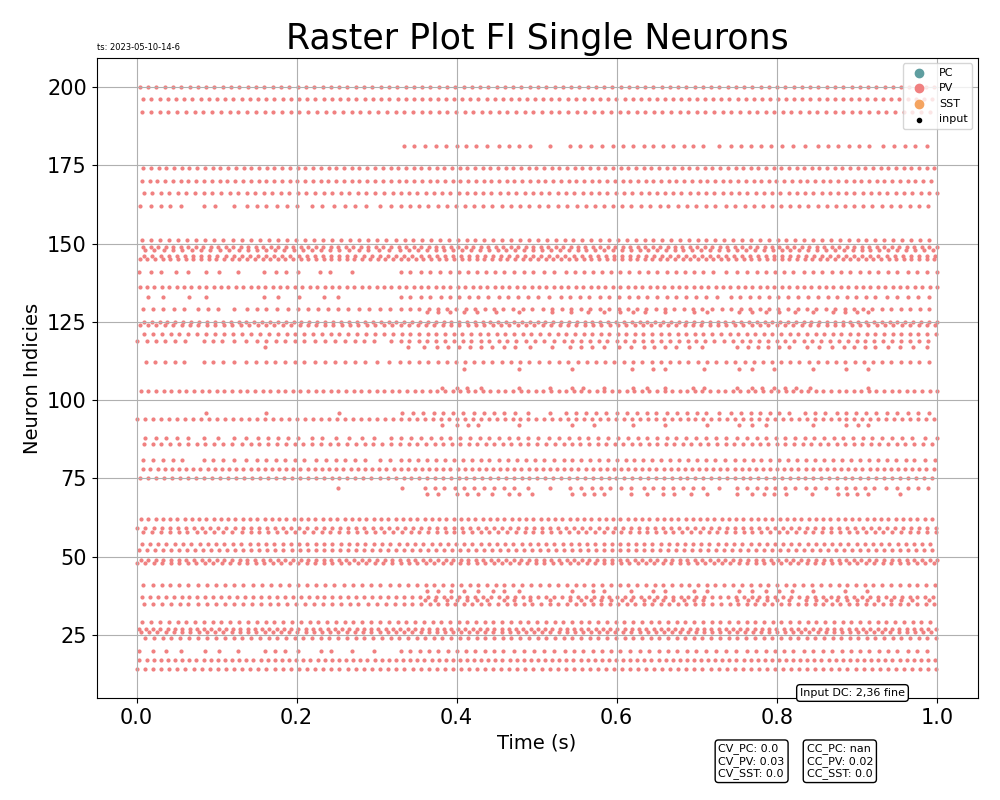 Raster Plot FI Single Neurons
ts: 2023-05-10-14-6
PC
PV
SST
input
200
175
150
125
100
75
50
25
Neuron Indicies
0.0
0.2
0.4
0.6
0.8
1.0
Time (s)
Input DC: 2,36 fine
CV_PC: 0.0
CV_PV: 0.03
CV_SST: 0.0
CC_PC: nan
CC_PV: 0.02
CC_SST: 0.0